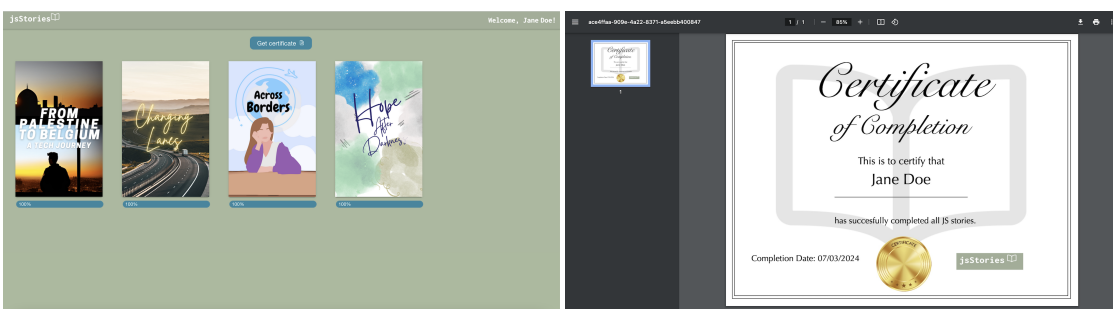 jsStories
Welcome, Jane Doe!
Get certificate
FROM
PALESTINE
TO BELGIUM
A TECH JOURNEY
Changing
Lanes
Across
Borders
Hope
After
Darkness
100%
100%
100%
100%
ace4ffaa-909e-4a22-8371-a5eebb400847
1 / 1
85%
1
Certificate
of Completion
This is to certify that
Jane Doe
has succesfully completed all JS stories.
Completion Date: 07/03/2024
CERTIFICATE
jsStories